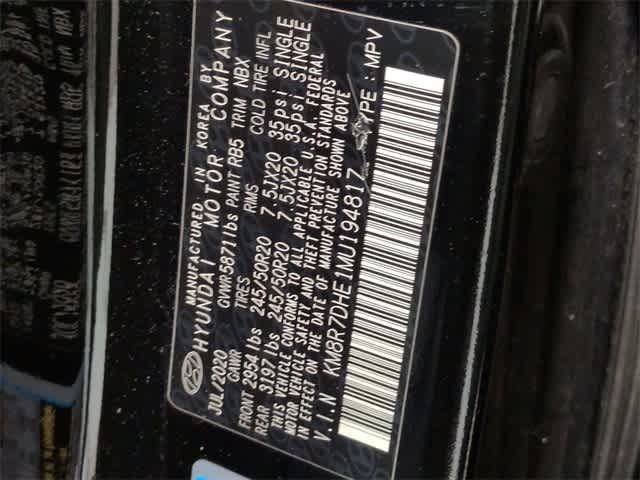 MANUFACTURED IN KOREA BY
HYUNDAI MOTOR COMPANY
JUL/2020 GVWR 5871lbs PAINT RB5 TRIM NBX
GAWR TIRES RIMS COLD TIRE INFL
FRONT 2954 lbs 245/50R20 7.5JX20 35psi SINGLE
REAR 3197 lbs 245/50R20 7.5JX20 35psi SINGLE
THIS VEHICLE CONFORMS TO ALL APPLICABLE U.S.A. FEDERAL
MOTOR VEHICLE SAFETY AND THEFT PREVENTION STANDARDS
IN EFFECT ON THE DATE OF MANUFACTURE SHOWN ABOVE
V.I.N KM8R7DHE1MU194817 TYPE : MPV